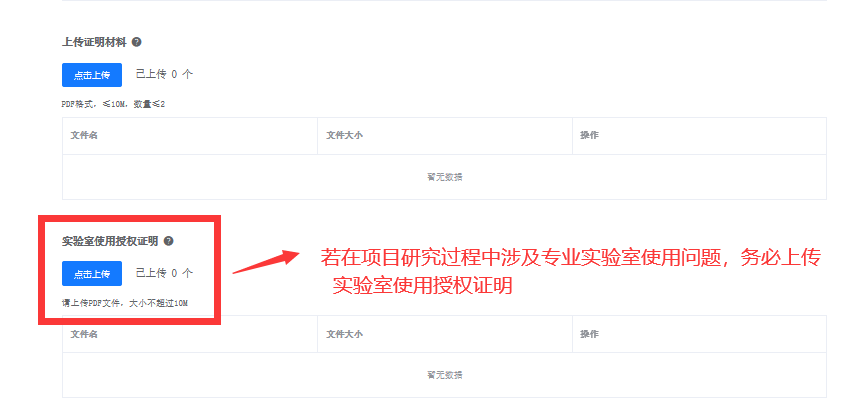 上传证明材料 ?
点击上传 已上传 0 个
PDF格式，≤10M，数量≤2
文件名 文件大小 操作
暂无数据
实验室使用授权证明 ?
点击上传 已上传 0 个
请上传PDF文件，大小不超过10M
若在项目研究过程中涉及专业实验室使用问题，务必上传
实验室使用授权证明
文件名 文件大小 操作
暂无数据